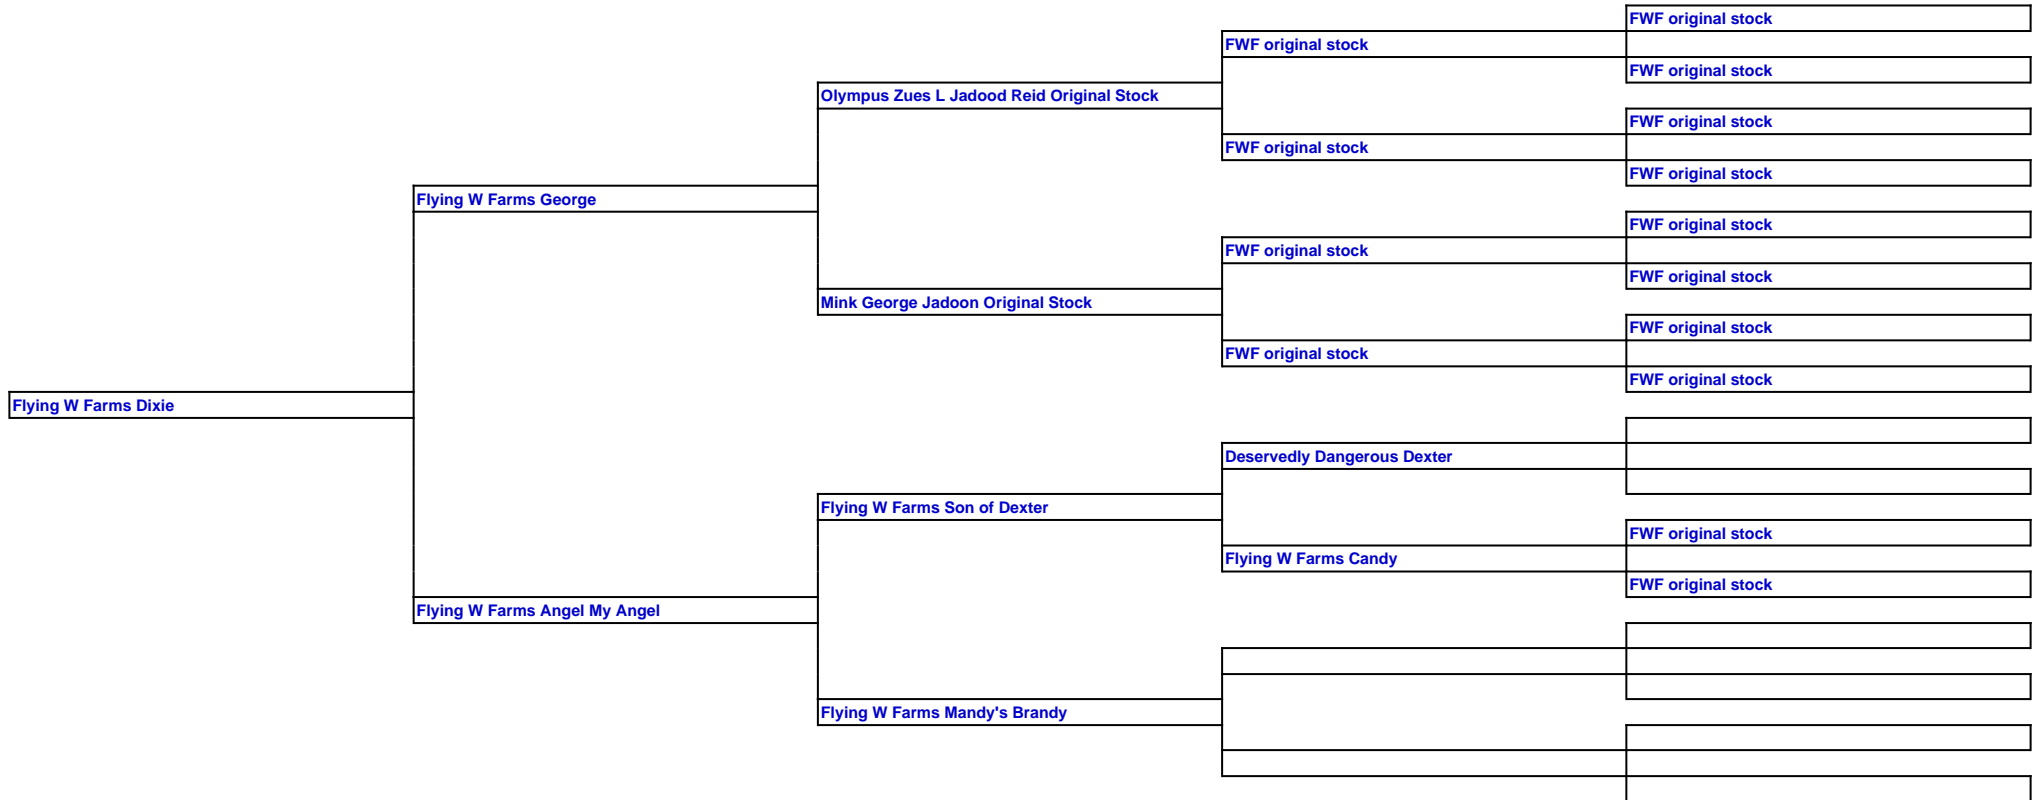 FWF original stock
FWF original stock
FWF original stock
Olympus Zues L Jadood Reid Original Stock
FWF original stock
FWF original stock
FWF original stock
Flying W Farms George
FWF original stock
FWF original stock
FWF original stock
Mink George Jadoon Original Stock
FWF original stock
FWF original stock
FWF original stock
Flying W Farms Dixie
Deservedly Dangerous Dexter
Flying W Farms Son of Dexter
FWF original stock
Flying W Farms Candy
FWF original stock
Flying W Farms Angel My Angel
Flying W Farms Mandy's Brandy